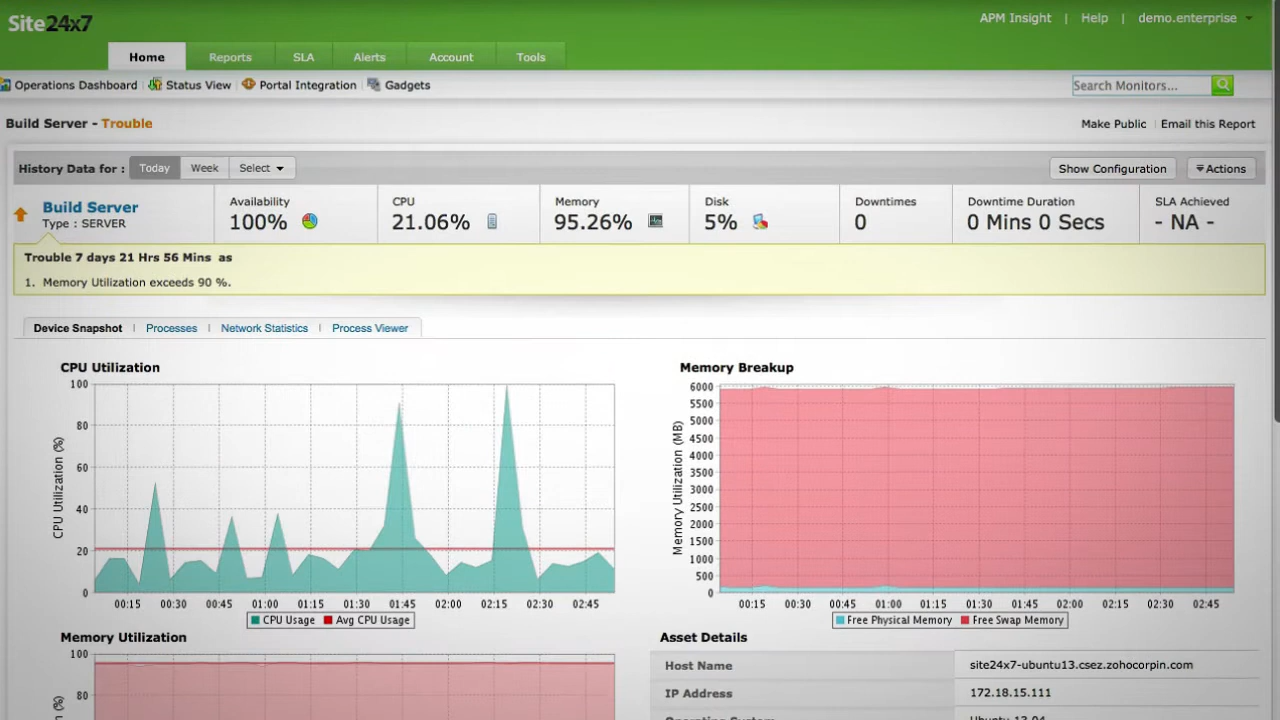 Site24x7
APM Insight | Help | demo.enterprise
Home Reports SLA Alerts Account Tools
Operations Dashboard Status View Portal Integration Gadgets Search Monitors...
Build Server - Trouble Make Public Email this Report
History Data for : Today Week Select Show Configuration Actions
Build Server
Type : SERVER
Availability
100%
CPU
21.06%
Memory
95.26%
Disk
5%
Downtimes
0
Downtime Duration
0 Mins 0 Secs
SLA Achieved
- NA -
Trouble 7 days 21 Hrs 56 Mins as
1. Memory Utilization exceeds 90 %.
Device Snapshot Processes Network Statistics Process Viewer
CPU Utilization
CPU Utilization (%)
100
80
60
40
20
0
00:15 00:30 00:45 01:00 01:15 01:30 01:45 02:00 02:15 02:30 02:45
CPU Usage Avg CPU Usage
Memory Breakup
Memory Utilization (MB)
6000
5500
5000
4500
4000
3500
3000
2500
2000
1500
1000
500
0
00:15 00:30 00:45 01:00 01:15 01:30 01:45 02:00 02:15 02:30 02:45
Free Physical Memory Free Swap Memory
Memory Utilization
100
80
(%)
Asset Details
Host Name site24x7-ubuntu13.csez.zohocorpin.com
IP Address 172.18.15.111
Operating System Ubuntu 13.04